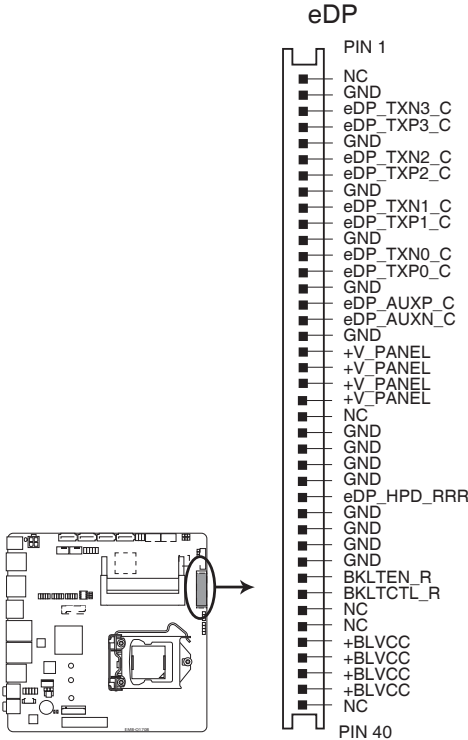 eDP
PIN 1
NC
GND
eDP_TXN3_C
eDP_TXP3_C
GND
eDP_TXN2_C
eDP_TXP2_C
GND
eDP_TXN1_C
eDP_TXP1_C
GND
eDP_TXN0_C
eDP_TXP0_C
GND
eDP_AUXP_C
eDP_AUXN_C
GND
+V_PANEL
+V_PANEL
+V_PANEL
+V_PANEL
NC
GND
GND
GND
GND
eDP_HPD_RRR
GND
GND
GND
GND
BKLTEN_R
BKLTCTL_R
NC
NC
+BLVCC
+BLVCC
+BLVCC
+BLVCC
NC
PIN 40